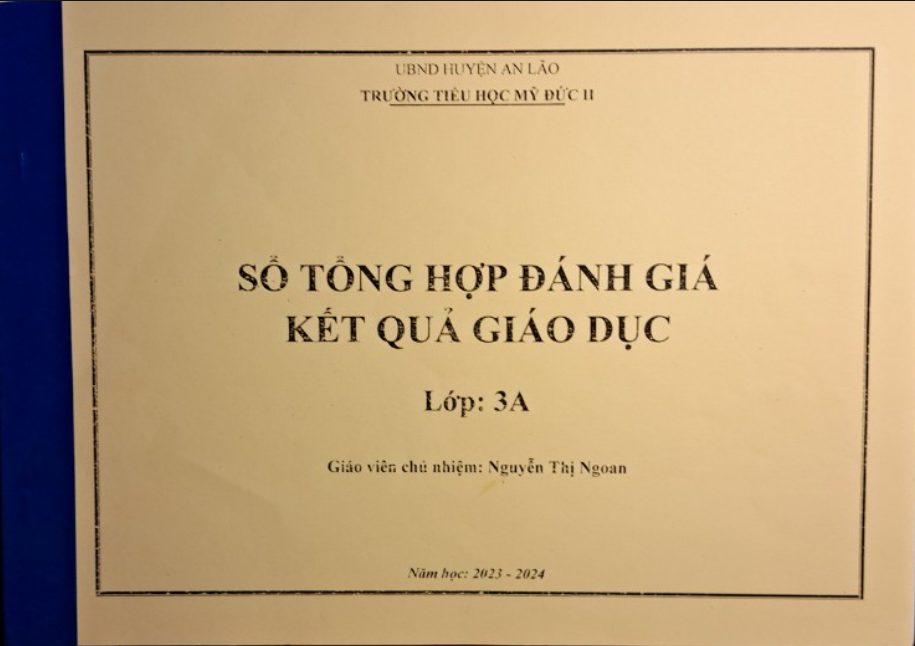 UBND HUYỆN AN LÃO
TRƯỜNG TIỂU HỌC MỸ ĐỨC II
SỔ TỔNG HỢP ĐÁNH GIÁ
KẾT QUẢ GIÁO DỤC
Lớp: 3A
Giáo viên chủ nhiệm: Nguyễn Thị Ngoan
Năm học: 2023 - 2024